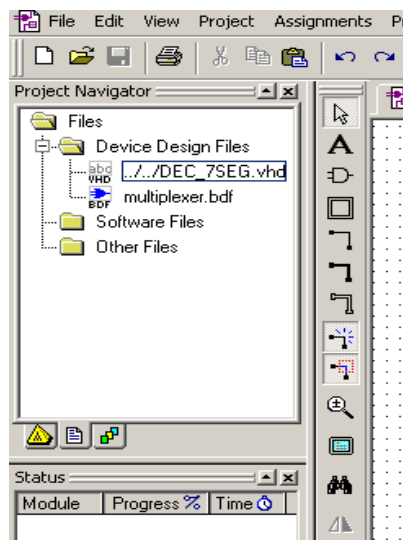 File Edit View Project Assignments P
Project Navigator
Files
Device Design Files
abc
VHD
../../DEC_7SEG.vhd
BDF
multiplexer.bdf
Software Files
Other Files
A
Status
Module Progress % Time